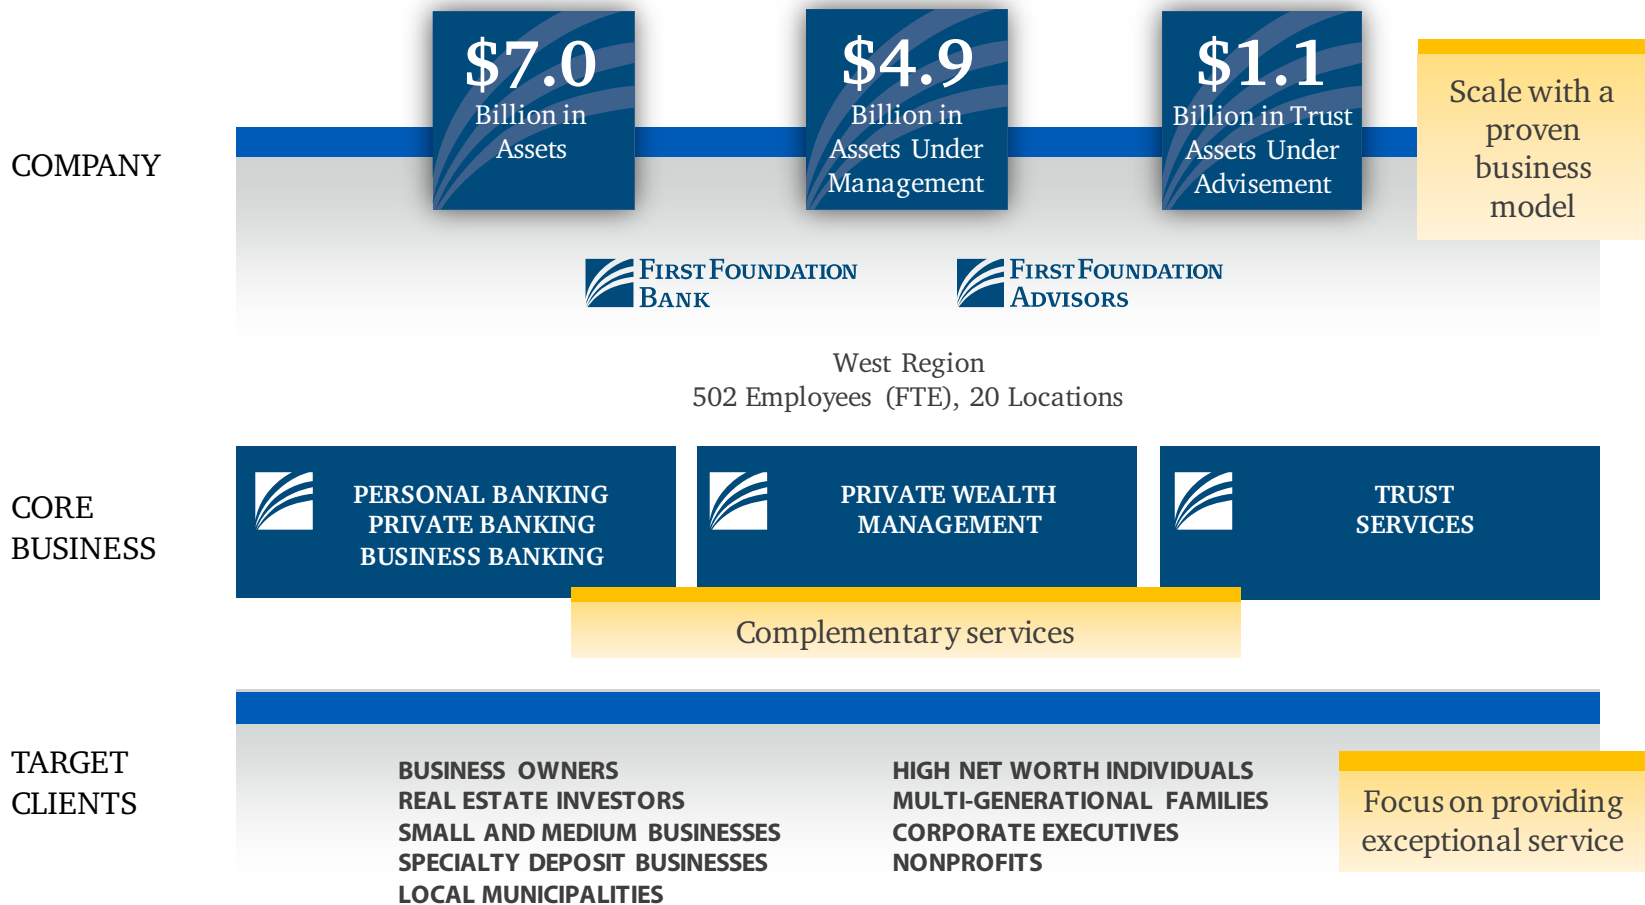 $7.0
Billion in
Assets
$4.9
Billion in
Assets Under
Management
$1.1
Billion in Trust
Assets Under
Advisement
Scale with a
proven
business
model
COMPANY
FIRST FOUNDATION
BANK
FIRST FOUNDATION
ADVISORS
West Region
502 Employees (FTE), 20 Locations
CORE
BUSINESS
PERSONAL BANKING
PRIVATE BANKING
BUSINESS BANKING
PRIVATE WEALTH
MANAGEMENT
TRUST
SERVICES
Complementary services
TARGET
CLIENTS
BUSINESS OWNERS
REAL ESTATE INVESTORS
SMALL AND MEDIUM BUSINESSES
SPECIALTY DEPOSIT BUSINESSES
LOCAL MUNICIPALITIES
HIGH NET WORTH INDIVIDUALS
MULTI-GENERATIONAL FAMILIES
CORPORATE EXECUTIVES
NONPROFITS
Focus on providing
exceptional service